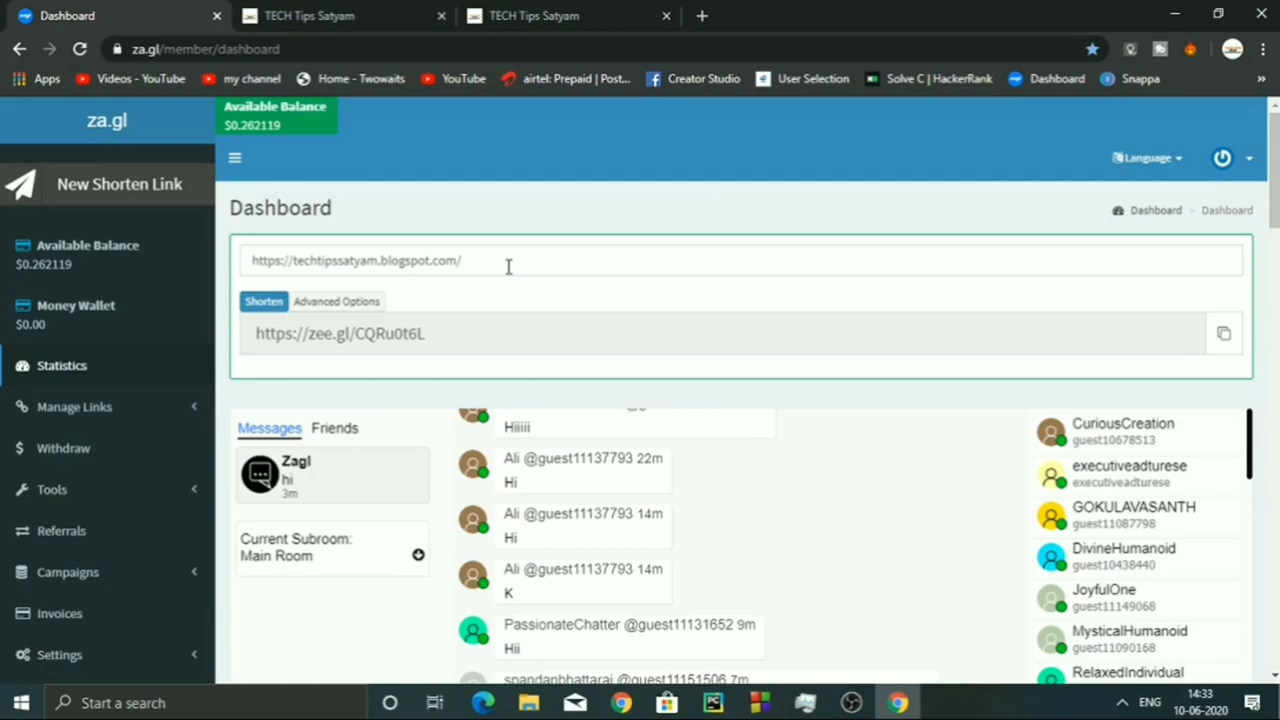 Dashboard
TECH Tips Satyam
TECH Tips Satyam
za.gl/member/dashboard
Apps
Videos - YouTube
my channel
Home - Twowaits
YouTube
airtel: Prepaid | Post...
Creator Studio
User Selection
Solve C | HackerRank
Dashboard
Snappa
»
za.gl
Available Balance
$0.262119
New Shorten Link
Language
Available Balance
$0.262119
Money Wallet
$0.00
Statistics
Manage Links
Withdraw
Tools
Referrals
Campaigns
Invoices
Settings
Dashboard
Dashboard > Dashboard
https://techtipssatyam.blogspot.com/
Shorten
Advanced Options
https://zee.gl/CQRu0t6L
Messages Friends
Zagl
hi
3m
Current Subroom:
Main Room
Hiiiii
Ali @guest11137793 22m
Hi
Ali @guest11137793 14m
Hi
Ali @guest11137793 14m
K
PassionateChatter @guest11131652 9m
Hii
spandanbhattarai @guest11151506 7m
CuriousCreation
guest10678513
executiveadturese
executiveadturese
GOKULAVASANTH
guest11087798
DivineHumanoid
guest10438440
JoyfulOne
guest11149068
MysticalHumanoid
guest11090168
RelaxedIndividual
Start a search
ENG
14:33
10-06-2020